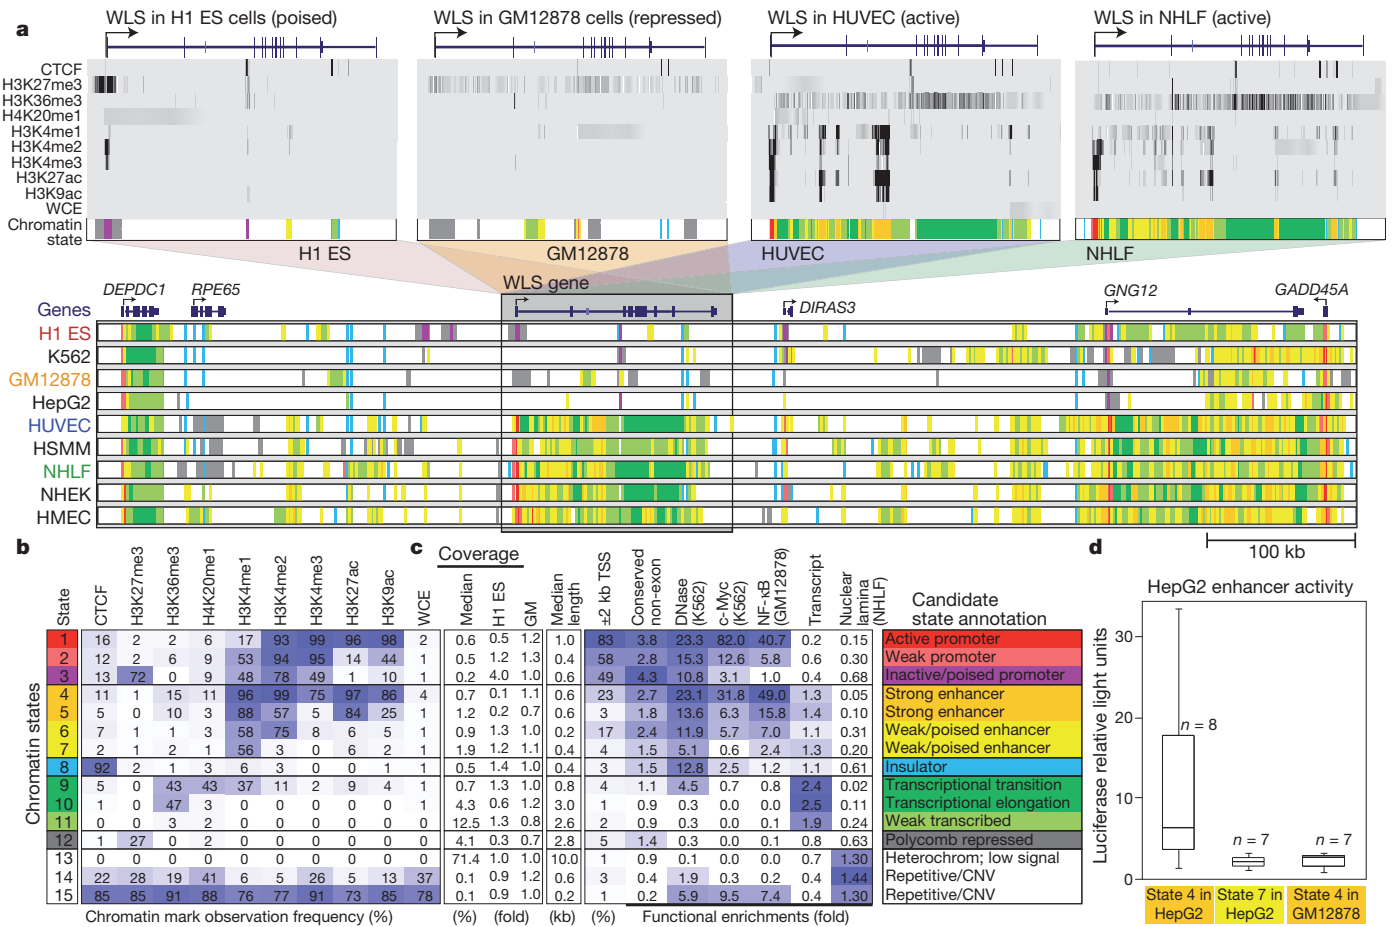 a
WLS in H1 ES cells (poised)
WLS in GM12878 cells (repressed)
WLS in HUVEC (active)
WLS in NHLF (active)
CTCF
H3K27me3
H3K36me3
H4K20me1
H3K4me1
H3K4me2
H3K4me3
H3K27ac
H3K9ac
WCE
Chromatin
state
H1 ES
GM12878
HUVEC
NHLF
WLS gene
Genes
DEPDC1
RPE65
DIRAS3
GNG12
GADD45A
H1 ES
K562
GM12878
HepG2
HUVEC
HSMM
NHLF
NHEK
HMEC
100 kb
b
Chromatin states
State
CTCF
H3K27me3
H3K36me3
H4K20me1
H3K4me1
H3K4me2
H3K4me3
H3K27ac
H3K9ac
WCE
c
Coverage
Median
H1 ES
GM
Median
length
±2 kb TSS
Conserved
non-exon
DNase
(K562)
c-Myc
(K562)
NF-κB
(GM12878)
Transcript
Nuclear
lamina
(NHLF)
Candidate
state annotation
1 16 2 2 6 17 93 99 96 98 2 0.6 0.5 1.2 1.0 83 3.8 23.3 82.0 40.7 0.2 0.15 Active promoter
2 12 2 6 9 53 94 95 14 44 1 0.5 1.2 1.3 0.4 58 2.8 15.3 12.6 5.8 0.6 0.30 Weak promoter
3 13 72 0 9 48 78 49 1 10 1 0.2 4.0 1.0 0.6 49 4.3 10.8 3.1 1.0 0.4 0.68 Inactive/poised promoter
4 11 1 15 11 96 99 75 97 86 4 0.7 0.1 1.1 0.6 23 2.7 23.1 31.8 49.0 1.3 0.05 Strong enhancer
5 5 0 10 3 88 57 5 84 25 1 1.2 0.2 0.7 0.6 3 1.8 13.6 6.3 15.8 1.4 0.10 Strong enhancer
6 7 1 1 3 58 75 8 6 5 1 0.9 1.3 1.0 0.2 17 2.4 11.9 5.7 7.0 1.1 0.31 Weak/poised enhancer
7 2 1 2 1 56 3 0 6 2 1 1.9 1.2 1.1 0.4 4 1.5 5.1 0.6 2.4 1.3 0.20 Weak/poised enhancer
8 92 2 1 3 6 3 0 0 1 1 0.5 1.4 1.0 0.4 3 1.5 12.8 2.5 1.2 1.1 0.61 Insulator
9 5 0 43 43 37 11 2 9 4 1 0.7 1.3 1.0 0.8 4 1.1 4.5 0.7 0.8 2.4 0.02 Transcriptional transition
10 1 0 47 3 0 0 0 0 0 1 4.3 0.6 1.2 3.0 1 0.9 0.3 0.0 0.0 2.5 0.11 Transcriptional elongation
11 0 0 3 2 0 0 0 0 0 0 12.5 1.3 0.8 2.6 2 0.9 0.3 0.0 0.1 1.9 0.24 Weak transcribed
12 1 27 0 2 0 0 0 0 0 0 4.1 0.3 0.7 2.8 5 1.4 0.3 0.0 0.1 0.8 0.63 Polycomb repressed
13 0 0 0 0 0 0 0 0 0 0 71.4 1.0 1.0 10.0 1 0.9 0.1 0.0 0.0 0.7 1.30 Heterochrom; low signal
14 22 28 19 41 6 5 26 5 13 37 0.1 0.9 1.2 0.6 3 0.4 1.9 0.3 0.2 0.4 1.44 Repetitive/CNV
15 85 85 91 88 76 77 91 73 85 78 0.1 0.9 1.0 0.2 1 0.2 5.9 9.5 7.4 0.4 1.30 Repetitive/CNV
Chromatin mark observation frequency (%)
(%)
(fold)
(kb)
(%)
Functional enrichments (fold)
d
HepG2 enhancer activity
Luciferase relative light units
30
20
10
0
n = 8
n = 7
n = 7
State 4 in
HepG2
State 7 in
HepG2
State 4 in
GM12878